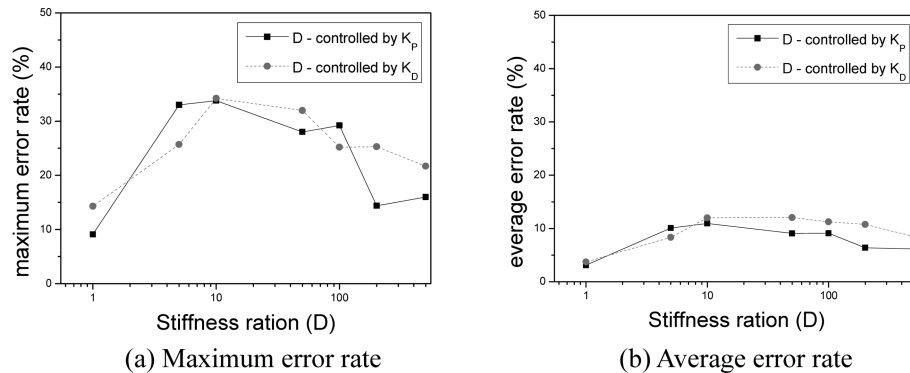 50
40
30
20
10
0
maximum error rate (%)
D - controlled by K_P
D - controlled by K_D
1
10
100
Stiffness ration (D)
(a) Maximum error rate
50
40
30
20
10
0
everage error rate (%)
D - controlled by K_P
D - controlled by K_D
1
10
100
Stiffness ration (D)
(b) Average error rate